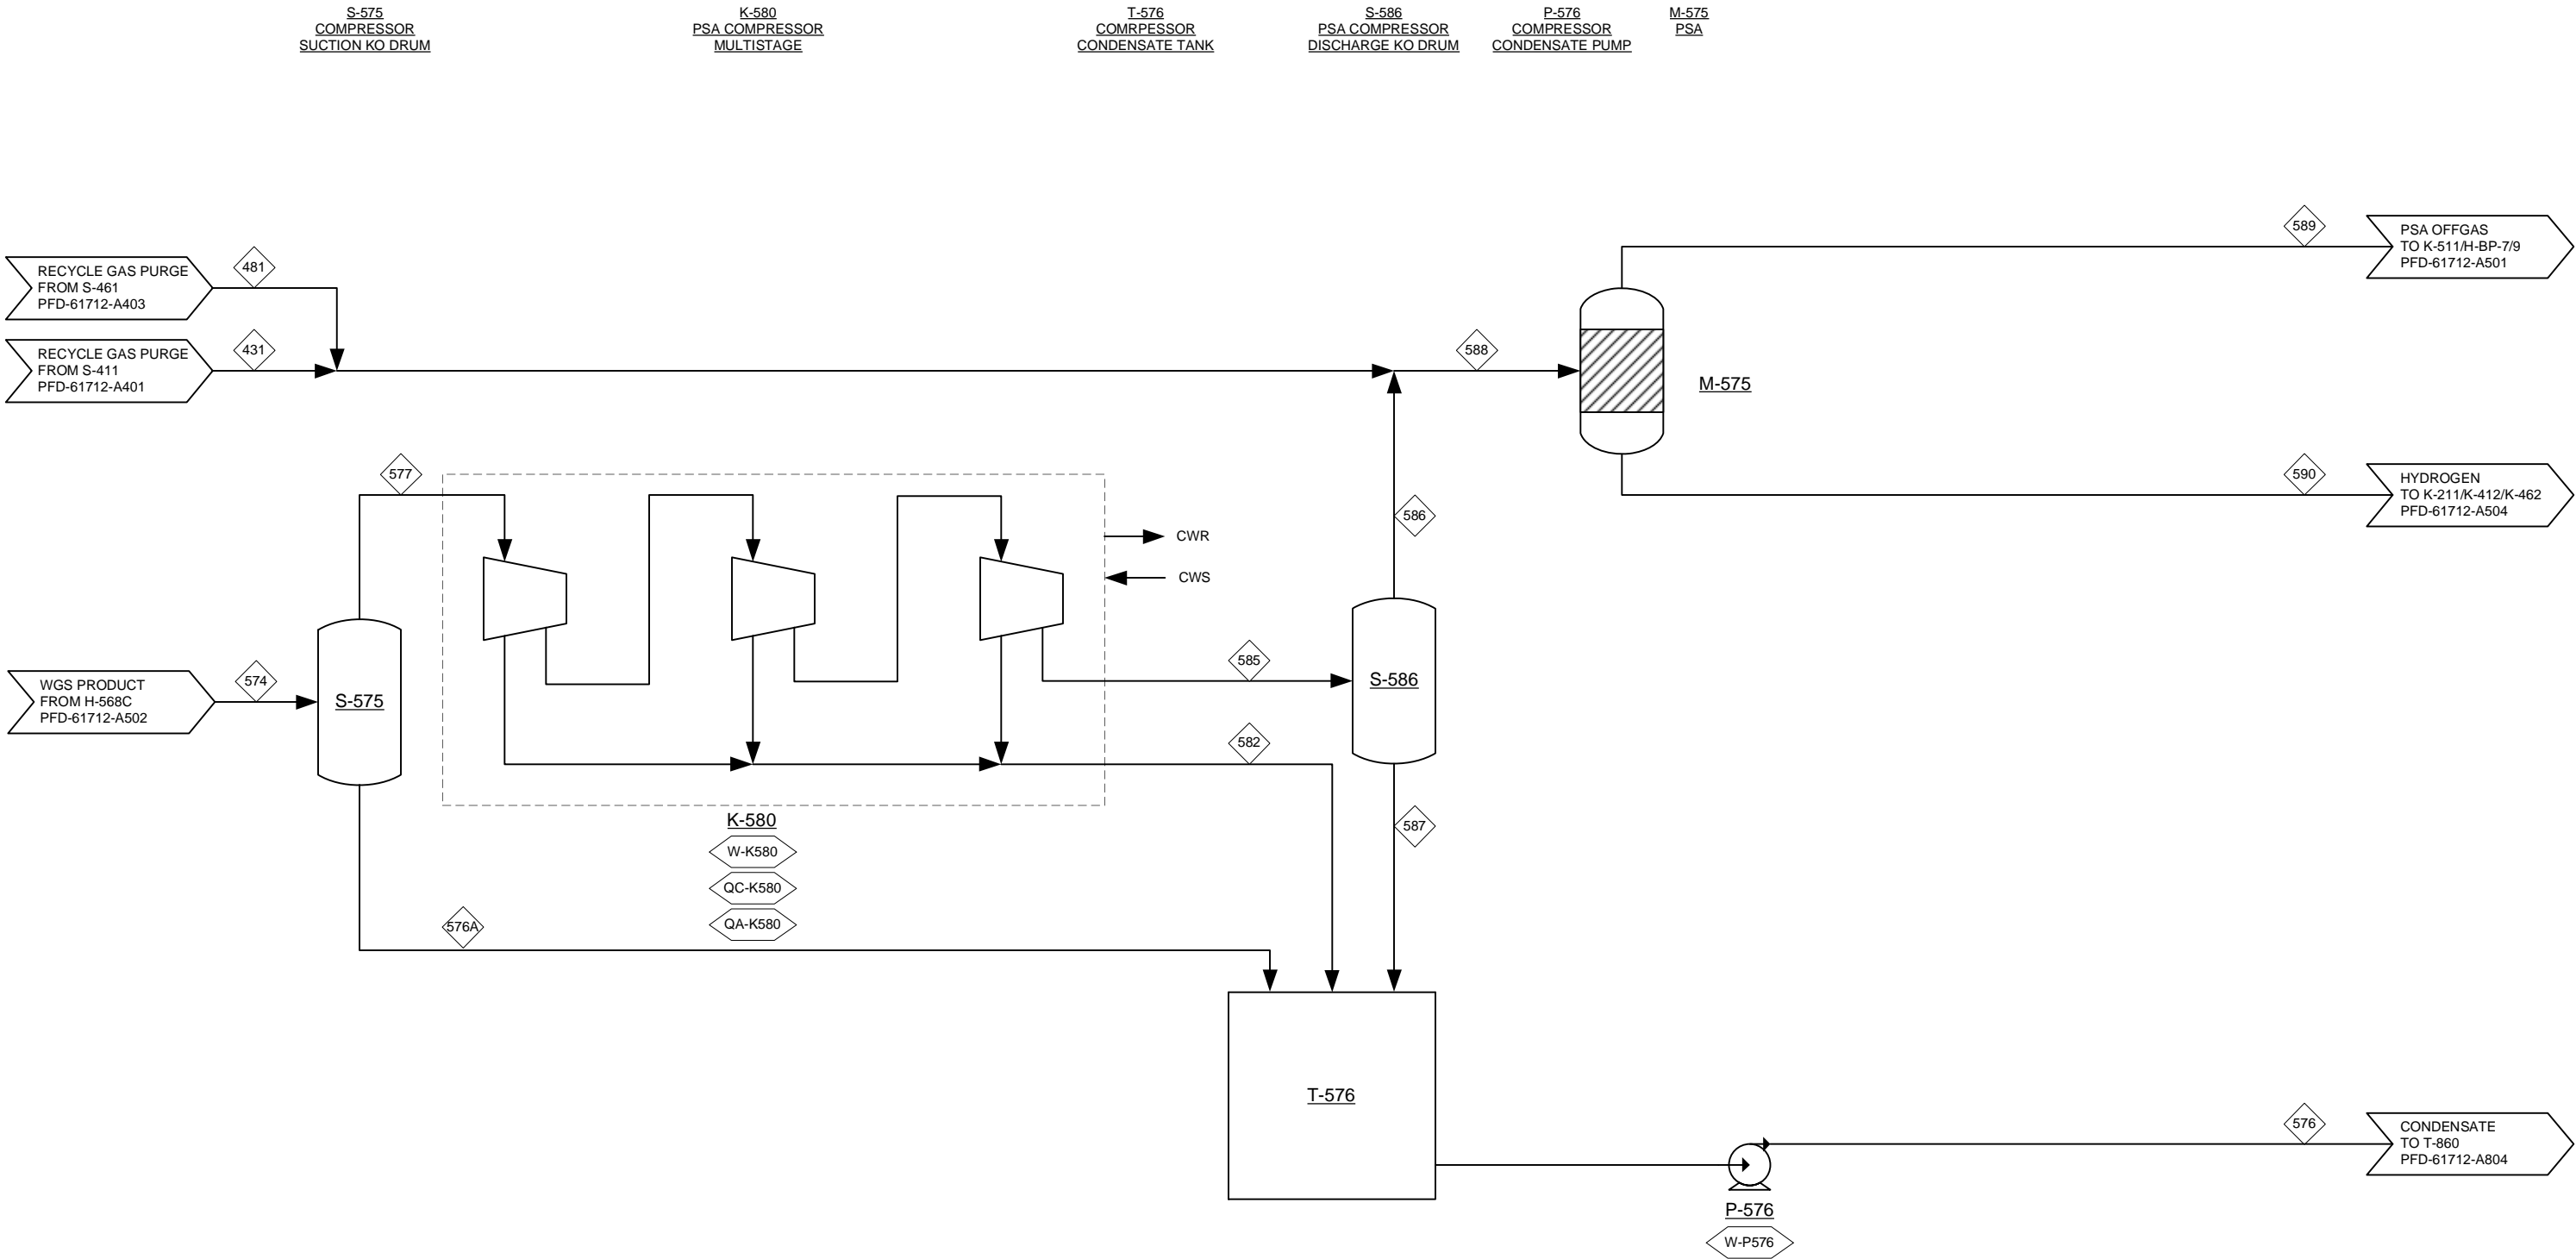 S-575
COMPRESSOR
SUCTION KO DRUM
K-580
PSA COMPRESSOR
MULTISTAGE
T-576
COMRPESSOR
CONDENSATE TANK
S-586
PSA COMPRESSOR
DISCHARGE KO DRUM
P-576
COMPRESSOR
CONDENSATE PUMP
M-575
PSA
589
PSA OFFGAS
TO K-511/H-BP-7/9
PFD-61712-A501
RECYCLE GAS PURGE
FROM S-461
PFD-61712-A403
481
RECYCLE GAS PURGE
FROM S-411
PFD-61712-A401
431
588
M-575
577
590
HYDROGEN
TO K-211/K-412/K-462
PFD-61712-A504
586
CWR
CWS
WGS PRODUCT
FROM H-568C
PFD-61712-A502
574
S-575
585
S-586
582
K-580
W-K580
QC-K580
QA-K580
587
576A
T-576
576
CONDENSATE
TO T-860
PFD-61712-A804
P-576
W-P576